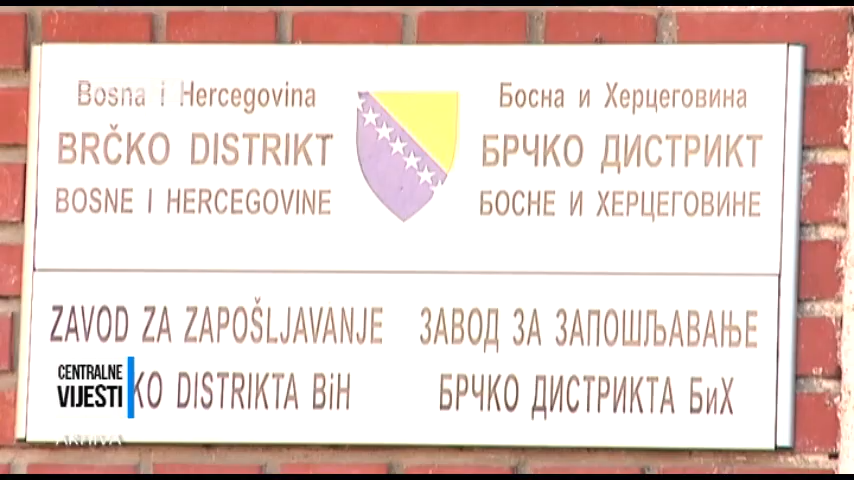 Bosna i Hercegovina
BRČKO DISTRIKT
BOSNE I HERCEGOVINE
Босна и Херцеговина
БРЧКО ДИСТРИКТ
БОСНЕ И ХЕРЦЕГОВИНЕ
ZAVOD ZA ZAPOŠLJAVANJE
KO DISTRIKTA BiH
ЗАВОД ЗА ЗАПОШЉАВАЊЕ
БРЧКО ДИСТРИКТА БиХ
CENTRALNE
VIJESTI
ARHIVA